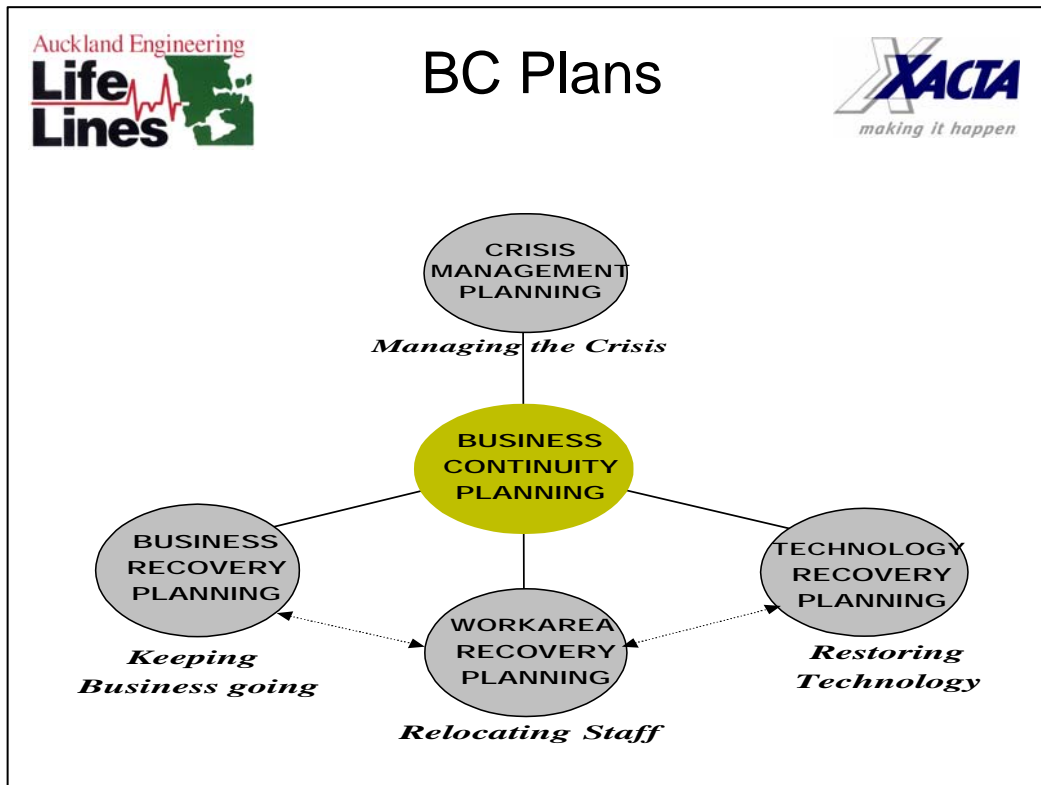 Auckland Engineering
Life
Lines
BC Plans
XACTA
making it happen
CRISIS
MANAGEMENT
PLANNING
Managing the Crisis
BUSINESS
CONTINUITY
PLANNING
BUSINESS
RECOVERY
PLANNING
Keeping
Business going
WORKAREA
RECOVERY
PLANNING
Relocating Staff
TECHNOLOGY
RECOVERY
PLANNING
Restoring
Technology